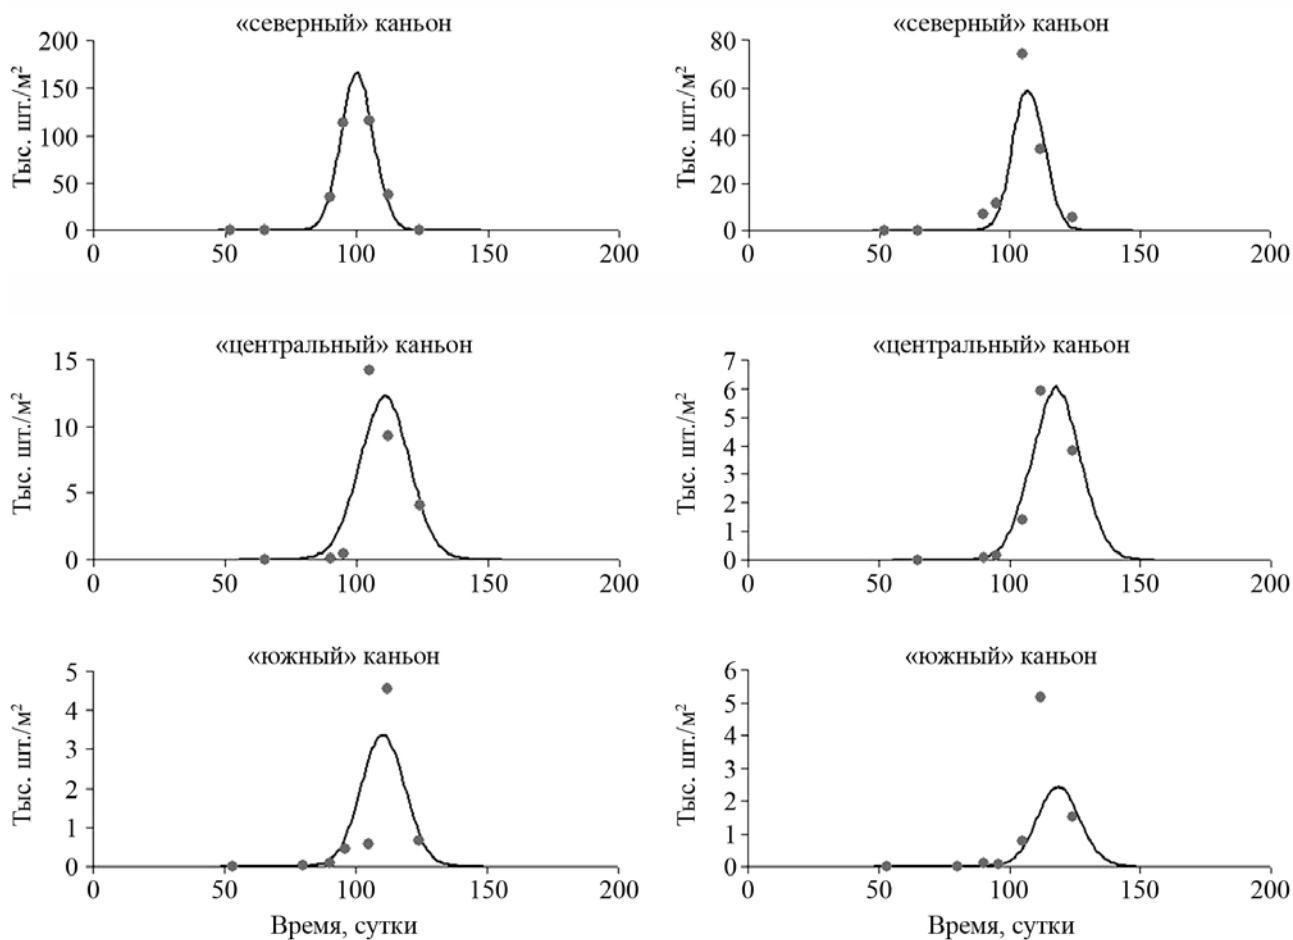 «северный» каньон
Тыс. шт./м²
200
150
100
50
0
0 50 100 150 200
«северный» каньон
Тыс. шт./м²
80
60
40
20
0
0 50 100 150 200
«центральный» каньон
Тыс. шт./м²
15
10
5
0
0 50 100 150 200
«центральный» каньон
Тыс. шт./м²
7
6
5
4
3
2
1
0
0 50 100 150 200
«южный» каньон
Тыс. шт./м²
5
4
3
2
1
0
0 50 100 150 200
Время, сутки
«южный» каньон
Тыс. шт./м²
6
5
4
3
2
1
0
0 50 100 150 200
Время, сутки